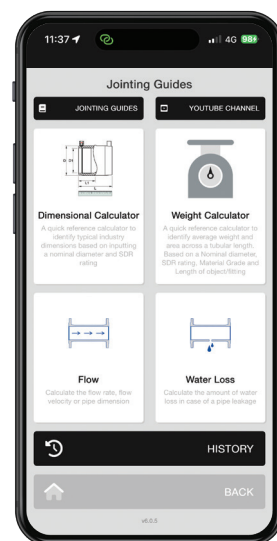 11:37
4G 98
Jointing Guides
JOINTING GUIDES
YOUTUBE CHANNEL
Dimensional Calculator
A quick reference calculator to
identify typical industry
dimensions based on inputting
a nominal diameter and SDR
rating
Weight Calculator
A quick reference calculator to
identify average weight and
area across a tubular length.
Based on a Nominal diameter,
SDR rating, Material Grade and
Length of object/fitting
Flow
Calculate the flow rate, flow
velocity or pipe dimension
Water Loss
Calculate the amount of water
loss in case of a pipe leakage
HISTORY
BACK
v6.0.5